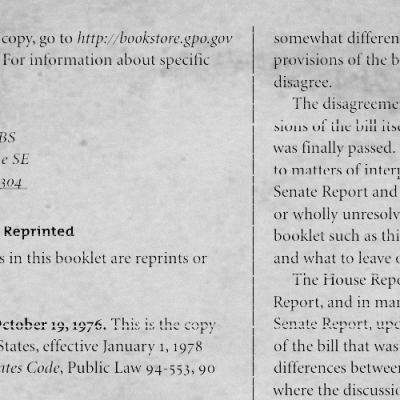 copy, go to http://bookstore.gpo.gov
For information about specific
BS
e SE
304
Reprinted
s in this booklet are reprints or
October 19, 1976. This is the copy
States, effective January 1, 1978
ates Code, Public Law 94-553, 90
somewhat differen
provisions of the b
disagree.
The disagreeme
sions of the bill itse
was finally passed.
to matters of interp
Senate Report and
or wholly unresolv
booklet such as thi
and what to leave o
The House Repo
Report, and in man
Senate Report, upo
of the bill that was
differences between
where the discussio